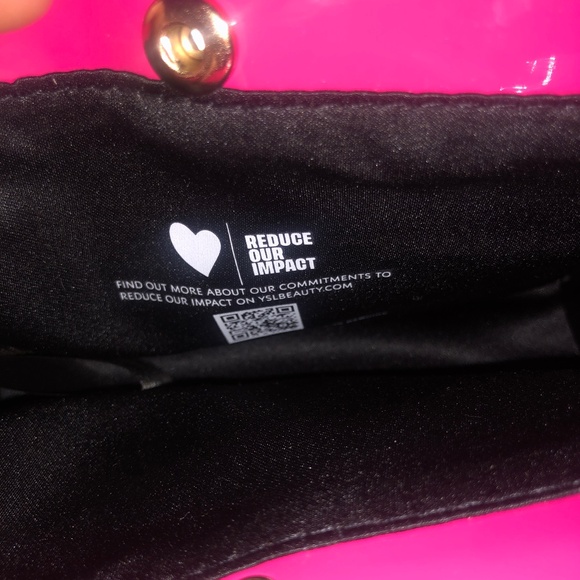 REDUCE
OUR
IMPACT
FIND OUT MORE ABOUT OUR COMMITMENTS TO
REDUCE OUR IMPACT ON YSLBEAUTY.COM